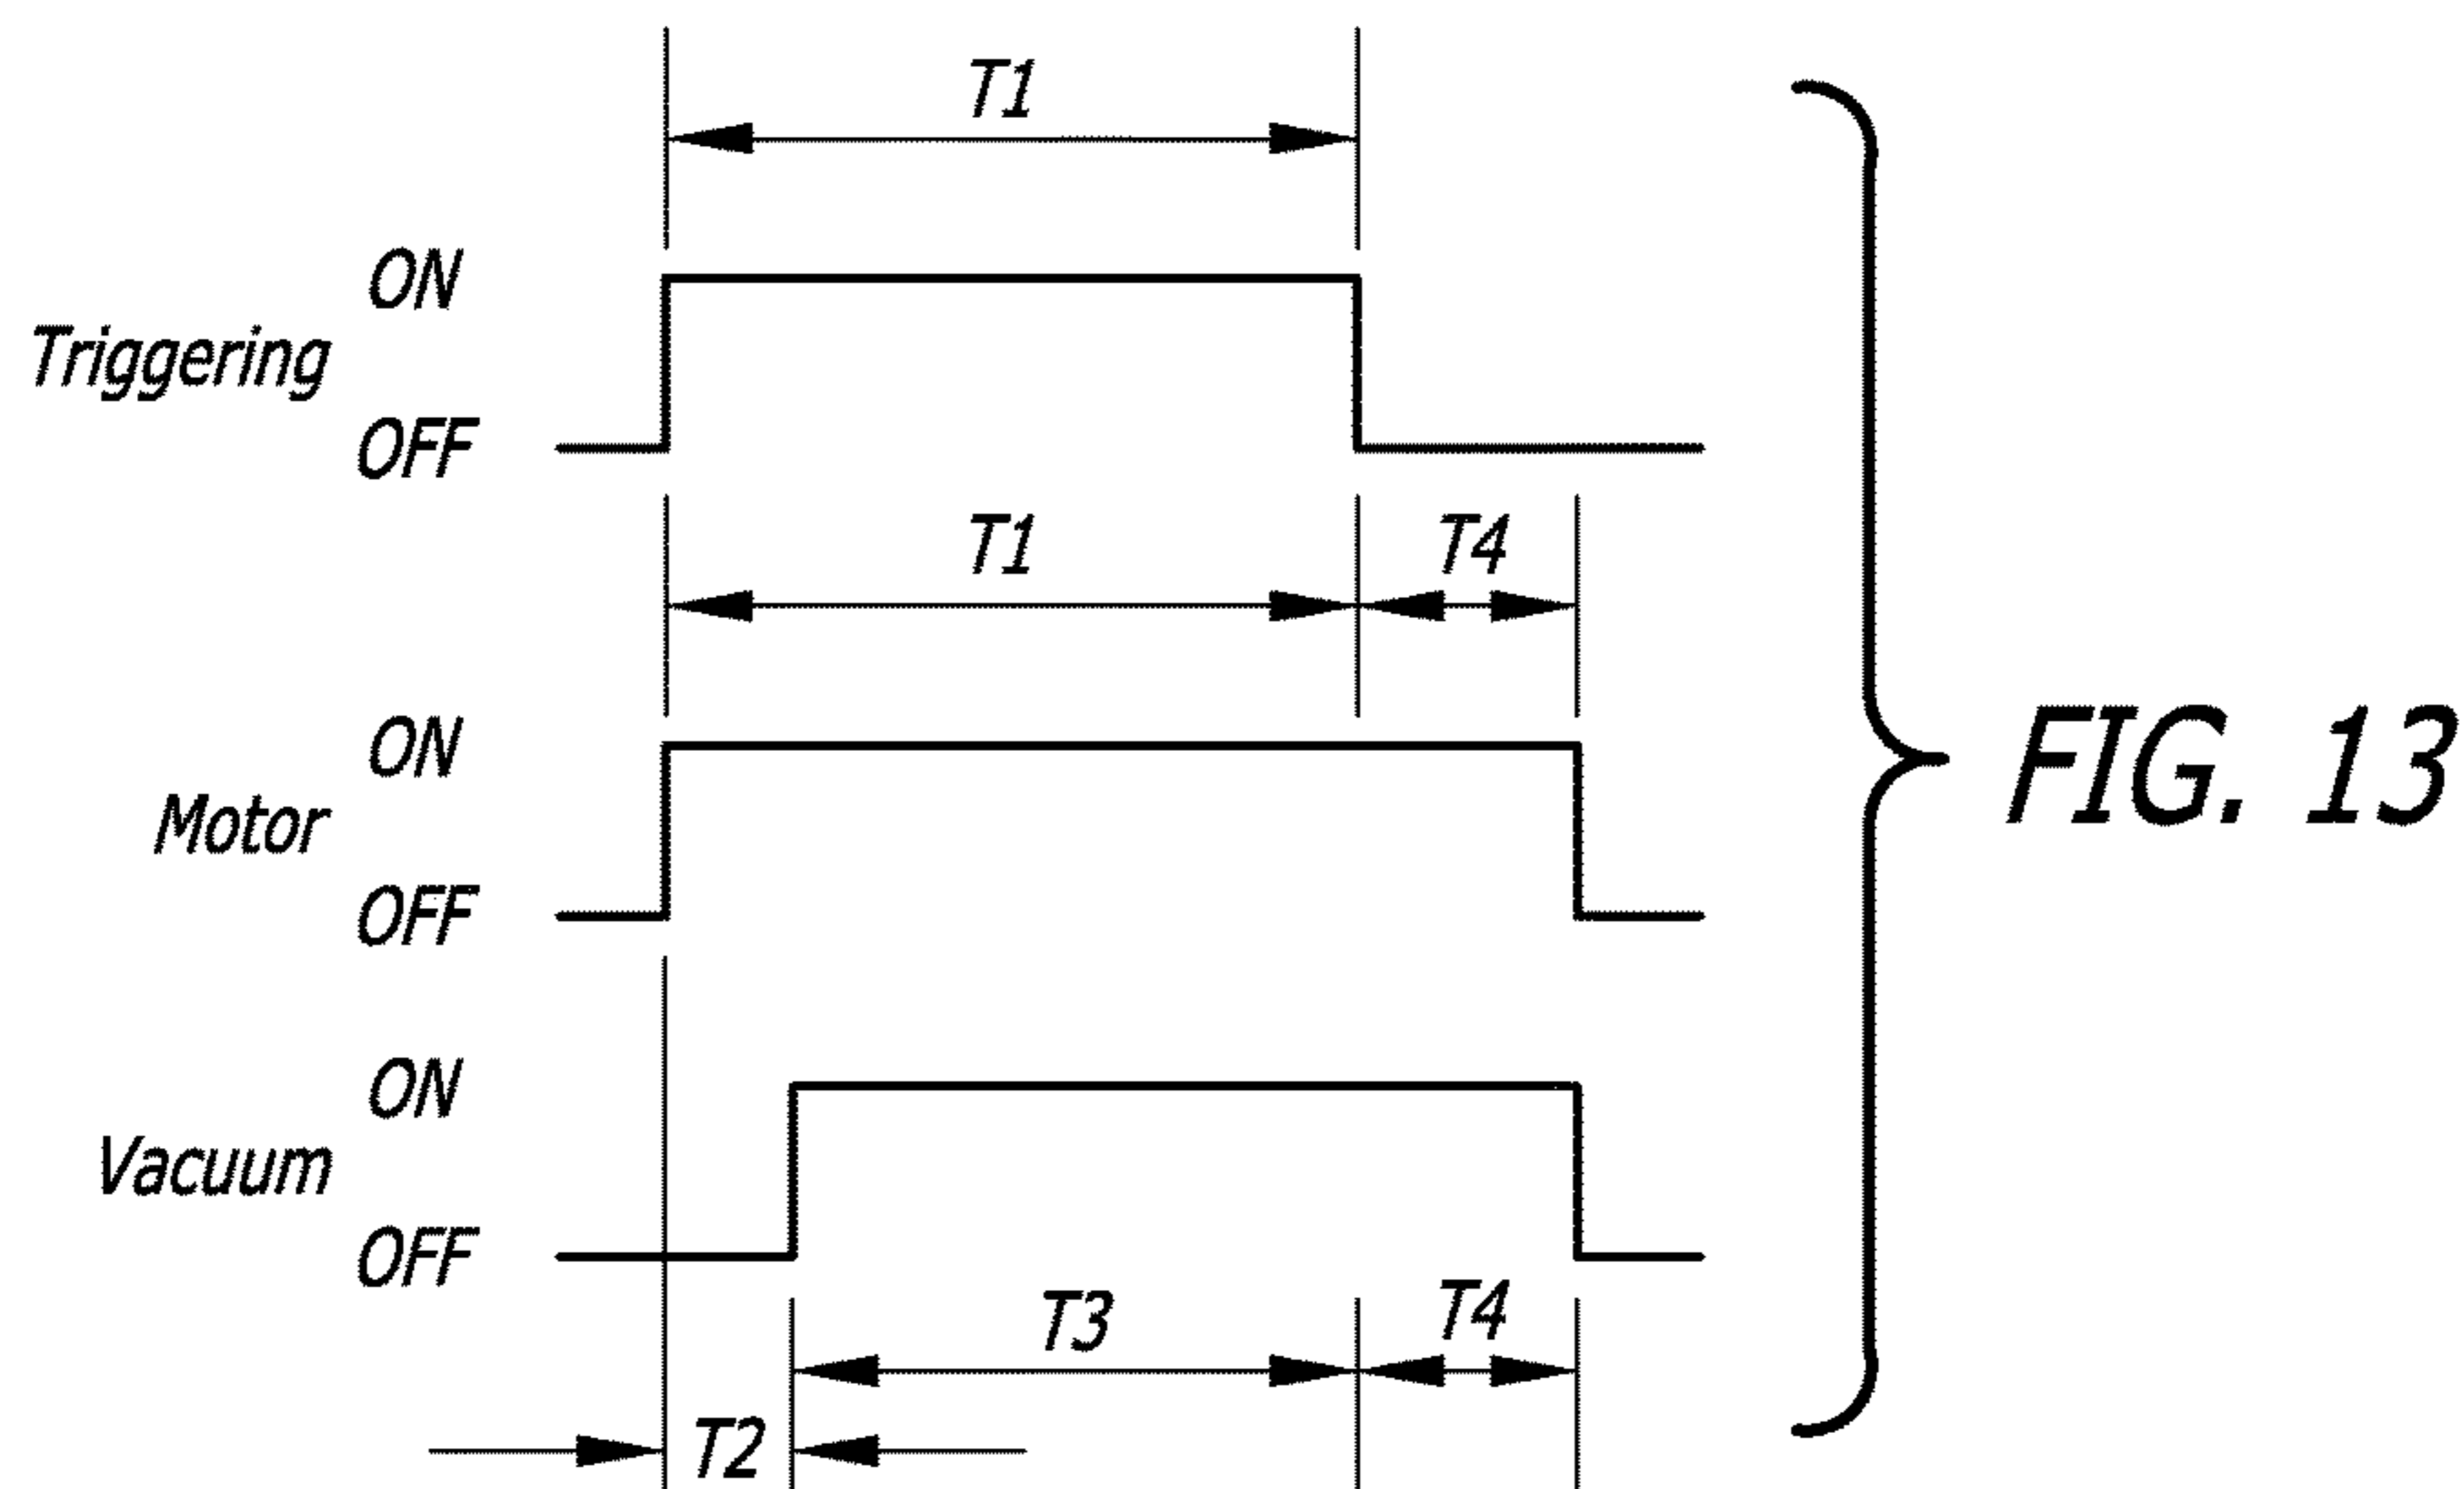 T1
ON
Triggering
OFF
T1 T4
ON
Motor
OFF
FIG. 13
ON
Vacuum
OFF
T3 T4
T2